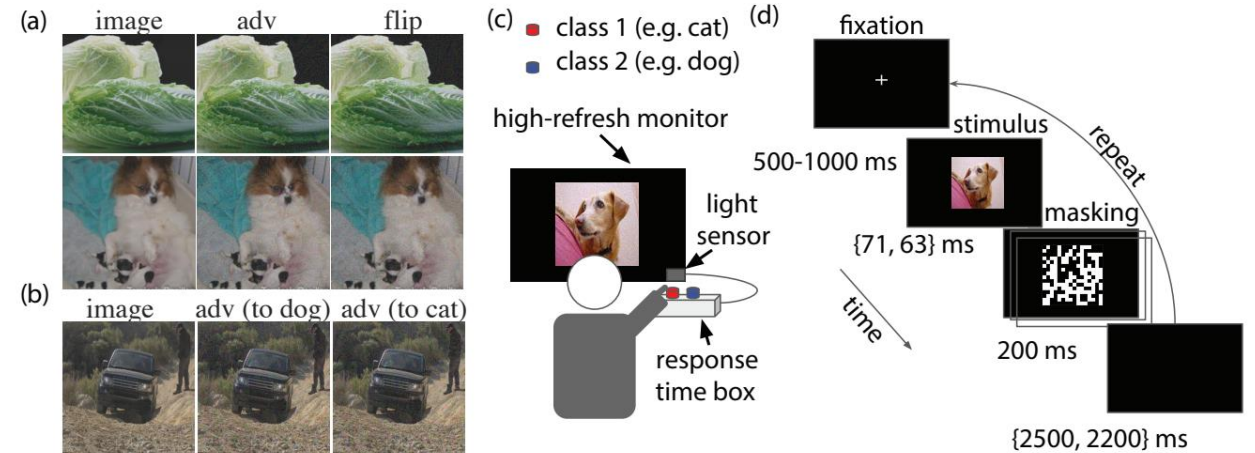 (a)
image adv flip
(b)
image adv (to dog) adv (to cat)
(c)
class 1 (e.g. cat)
class 2 (e.g. dog)
high-refresh monitor
light
sensor
response
time box
(d)
fixation
500-1000 ms
stimulus
{71, 63} ms
masking
200 ms
{2500, 2200} ms
repeat
time